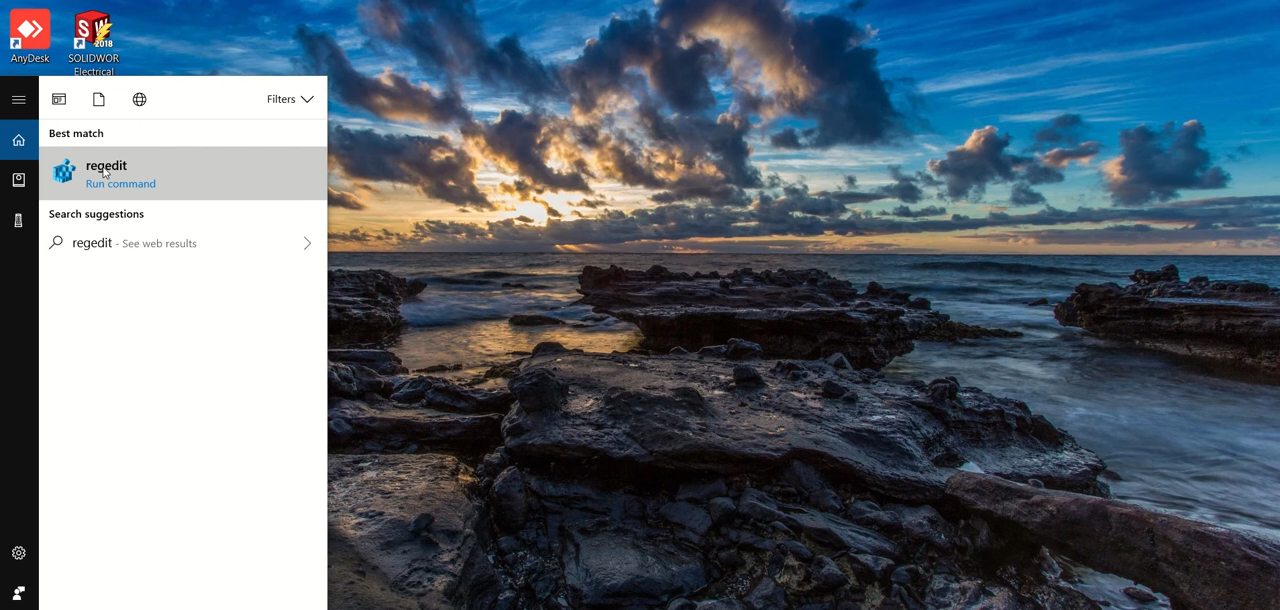 AnyDesk
SW
2018
SOLIDWOR
Electrical
Filters
Best match
regedit
Run command
Search suggestions
regedit - See web results